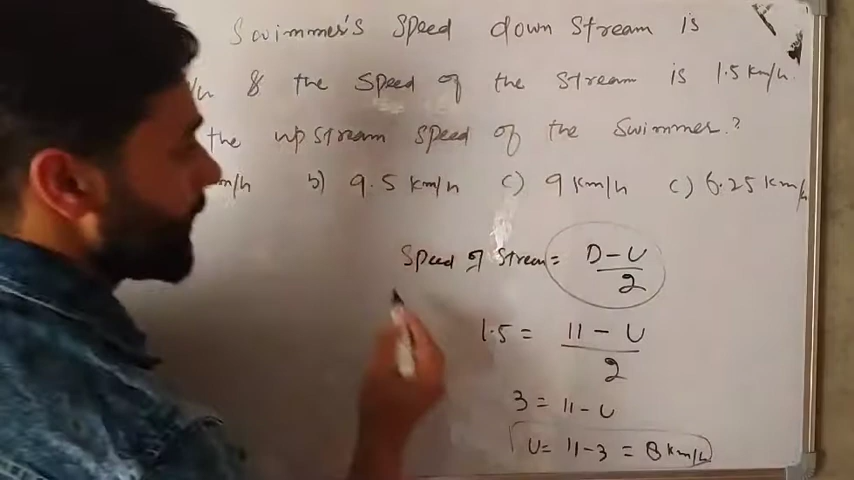 Swimmer's Speed down Stream is
& the Speed of the Stream is 1.5 Km/h.
the upstream speed of the Swimmer?
m/h b) 9.5 km/h c) 9 Km/h c) 6.25 Km/h
Speed of Stream = D-U/2
1.5 = 11 - U/2
3 = 11 - U
U = 11-3 = 8 km/h